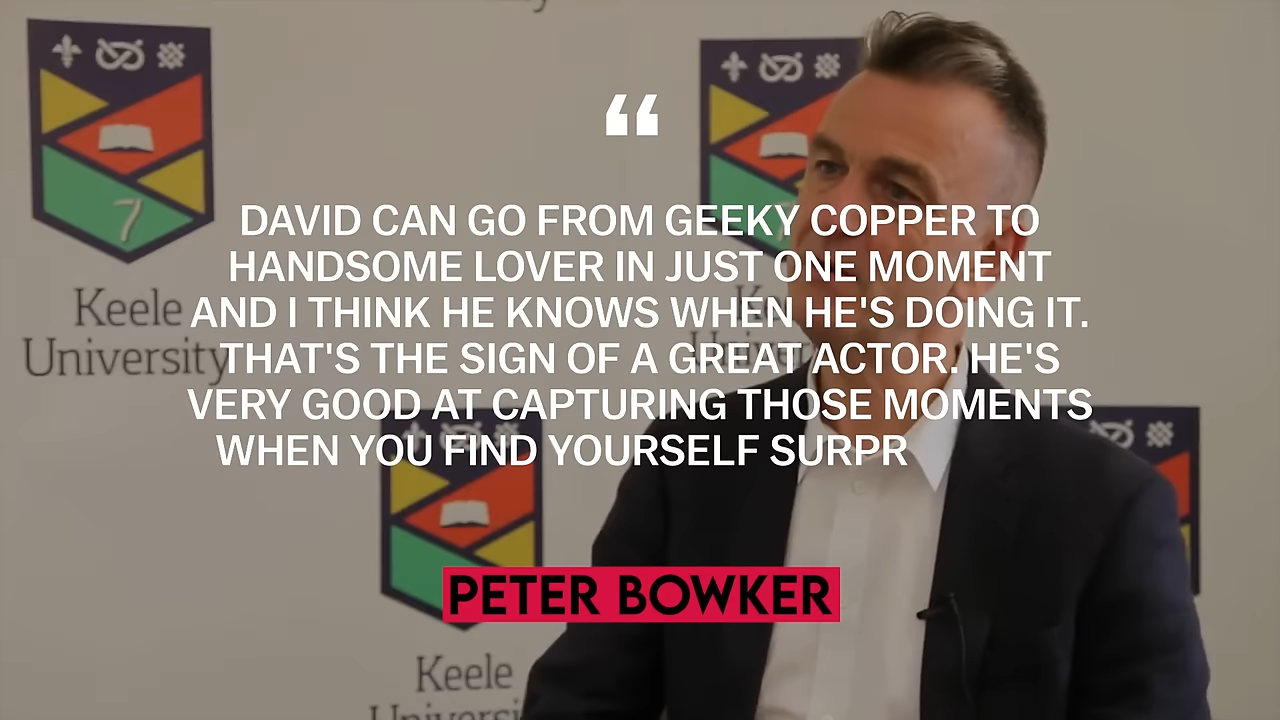 “
DAVID CAN GO FROM GEEKY COPPER TO
HANDSOME LOVER IN JUST ONE MOMENT
AND I THINK HE KNOWS WHEN HE'S DOING IT.
THAT'S THE SIGN OF A GREAT ACTOR. HE'S
VERY GOOD AT CAPTURING THOSE MOMENTS
WHEN YOU FIND YOURSELF SURPR
PETER BOWKER
7
Keele
University
Keele